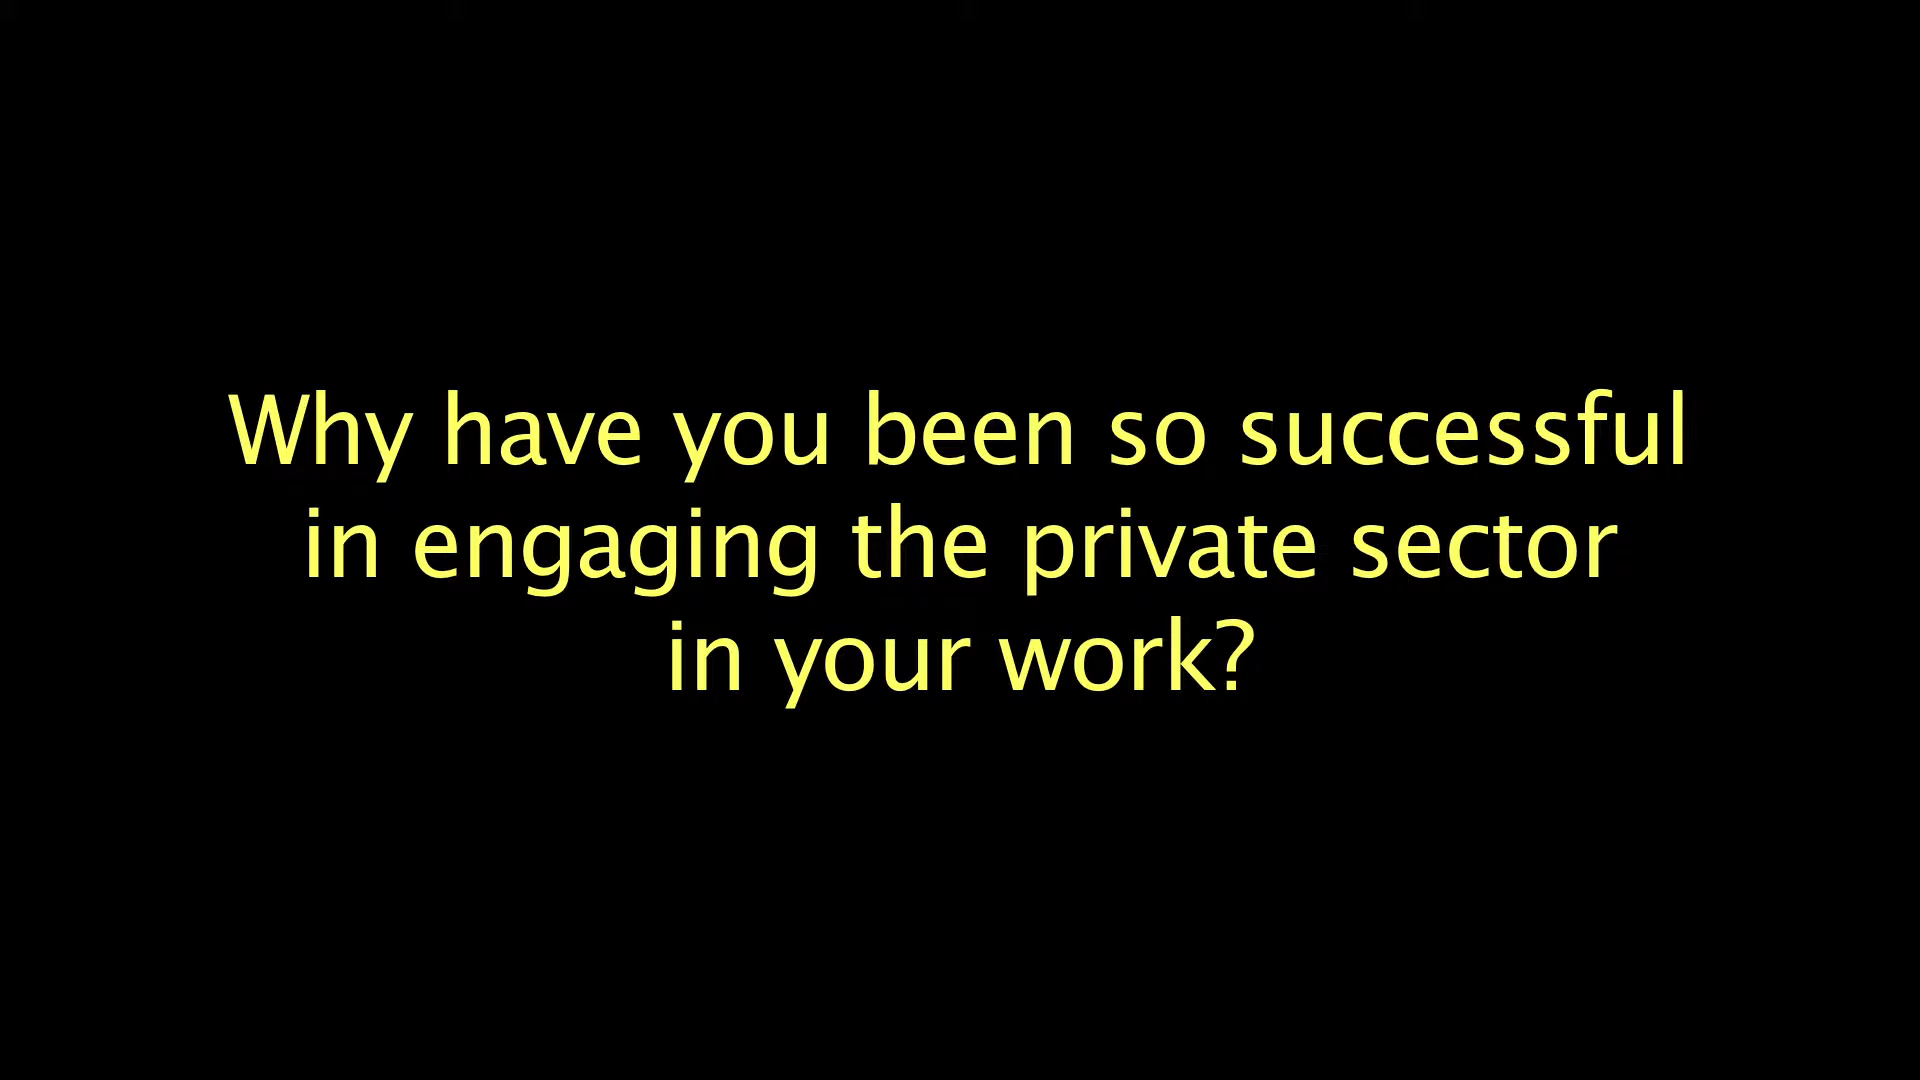 Why have you been so successful
in engaging the private sector
in your work?